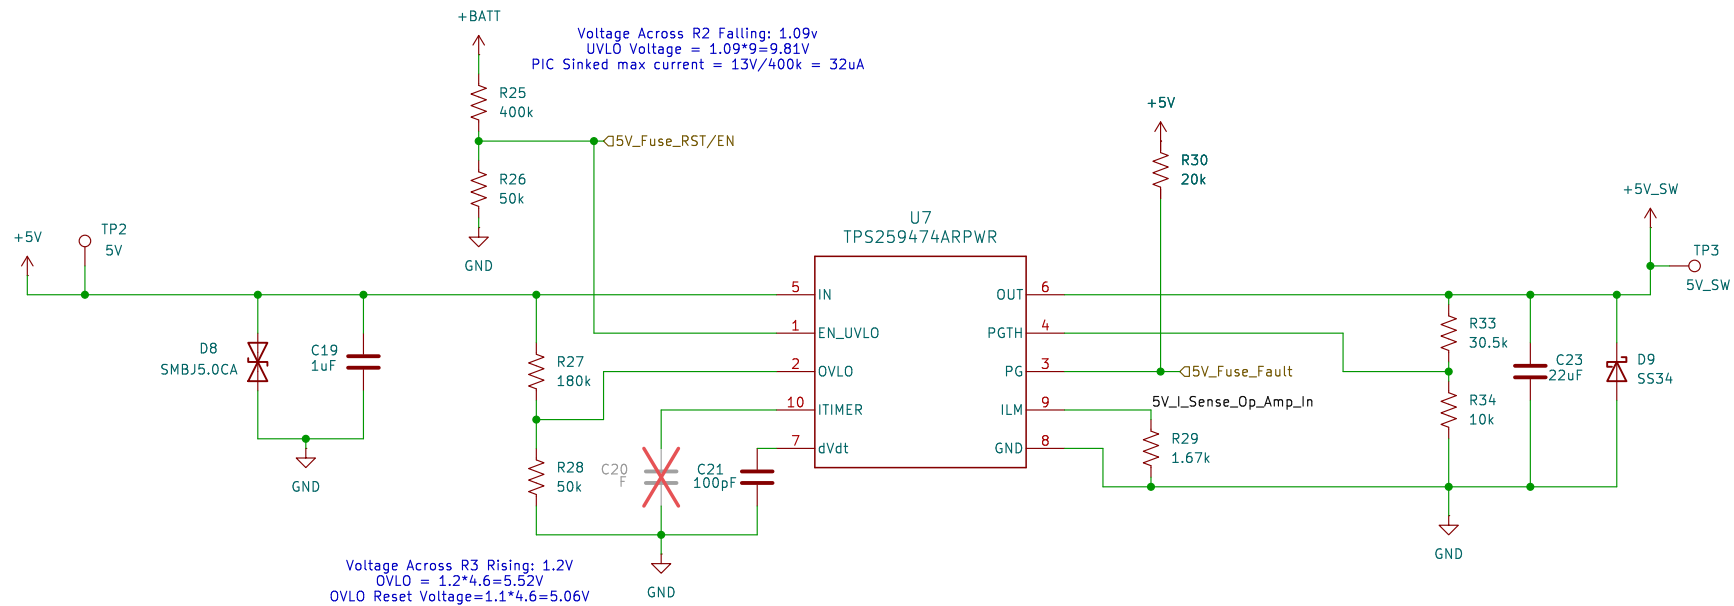 +BATT
Voltage Across R2 Falling: 1.09v
UVLO Voltage = 1.09*9=9.81V
PIC Sinked max current = 13V/400k = 32uA
R25
400k
5V_Fuse_RST/EN
R26
50k
GND
+5V
R30
20k
+5V_SW
TP3
5V_SW
+5V
TP2
5V
U7
TPS259474ARPWR
5
IN
1
EN_UVLO
2
OVLO
10
ITIMER
7
dVdt
OUT
6
PGTH
4
PG
3
ILM
9
GND
8
D8
SMBJ5.0CA
C19
1uF
GND
R27
180k
R28
50k
C20
F
C21
100pF
GND
5V_Fuse_Fault
5V_I_Sense_Op_Amp_In
R29
1.67k
R33
30.5k
R34
10k
C23
22uF
D9
SS34
GND
Voltage Across R3 Rising: 1.2V
OVLO = 1.2*4.6=5.52V
OVLO Reset Voltage=1.1*4.6=5.06V